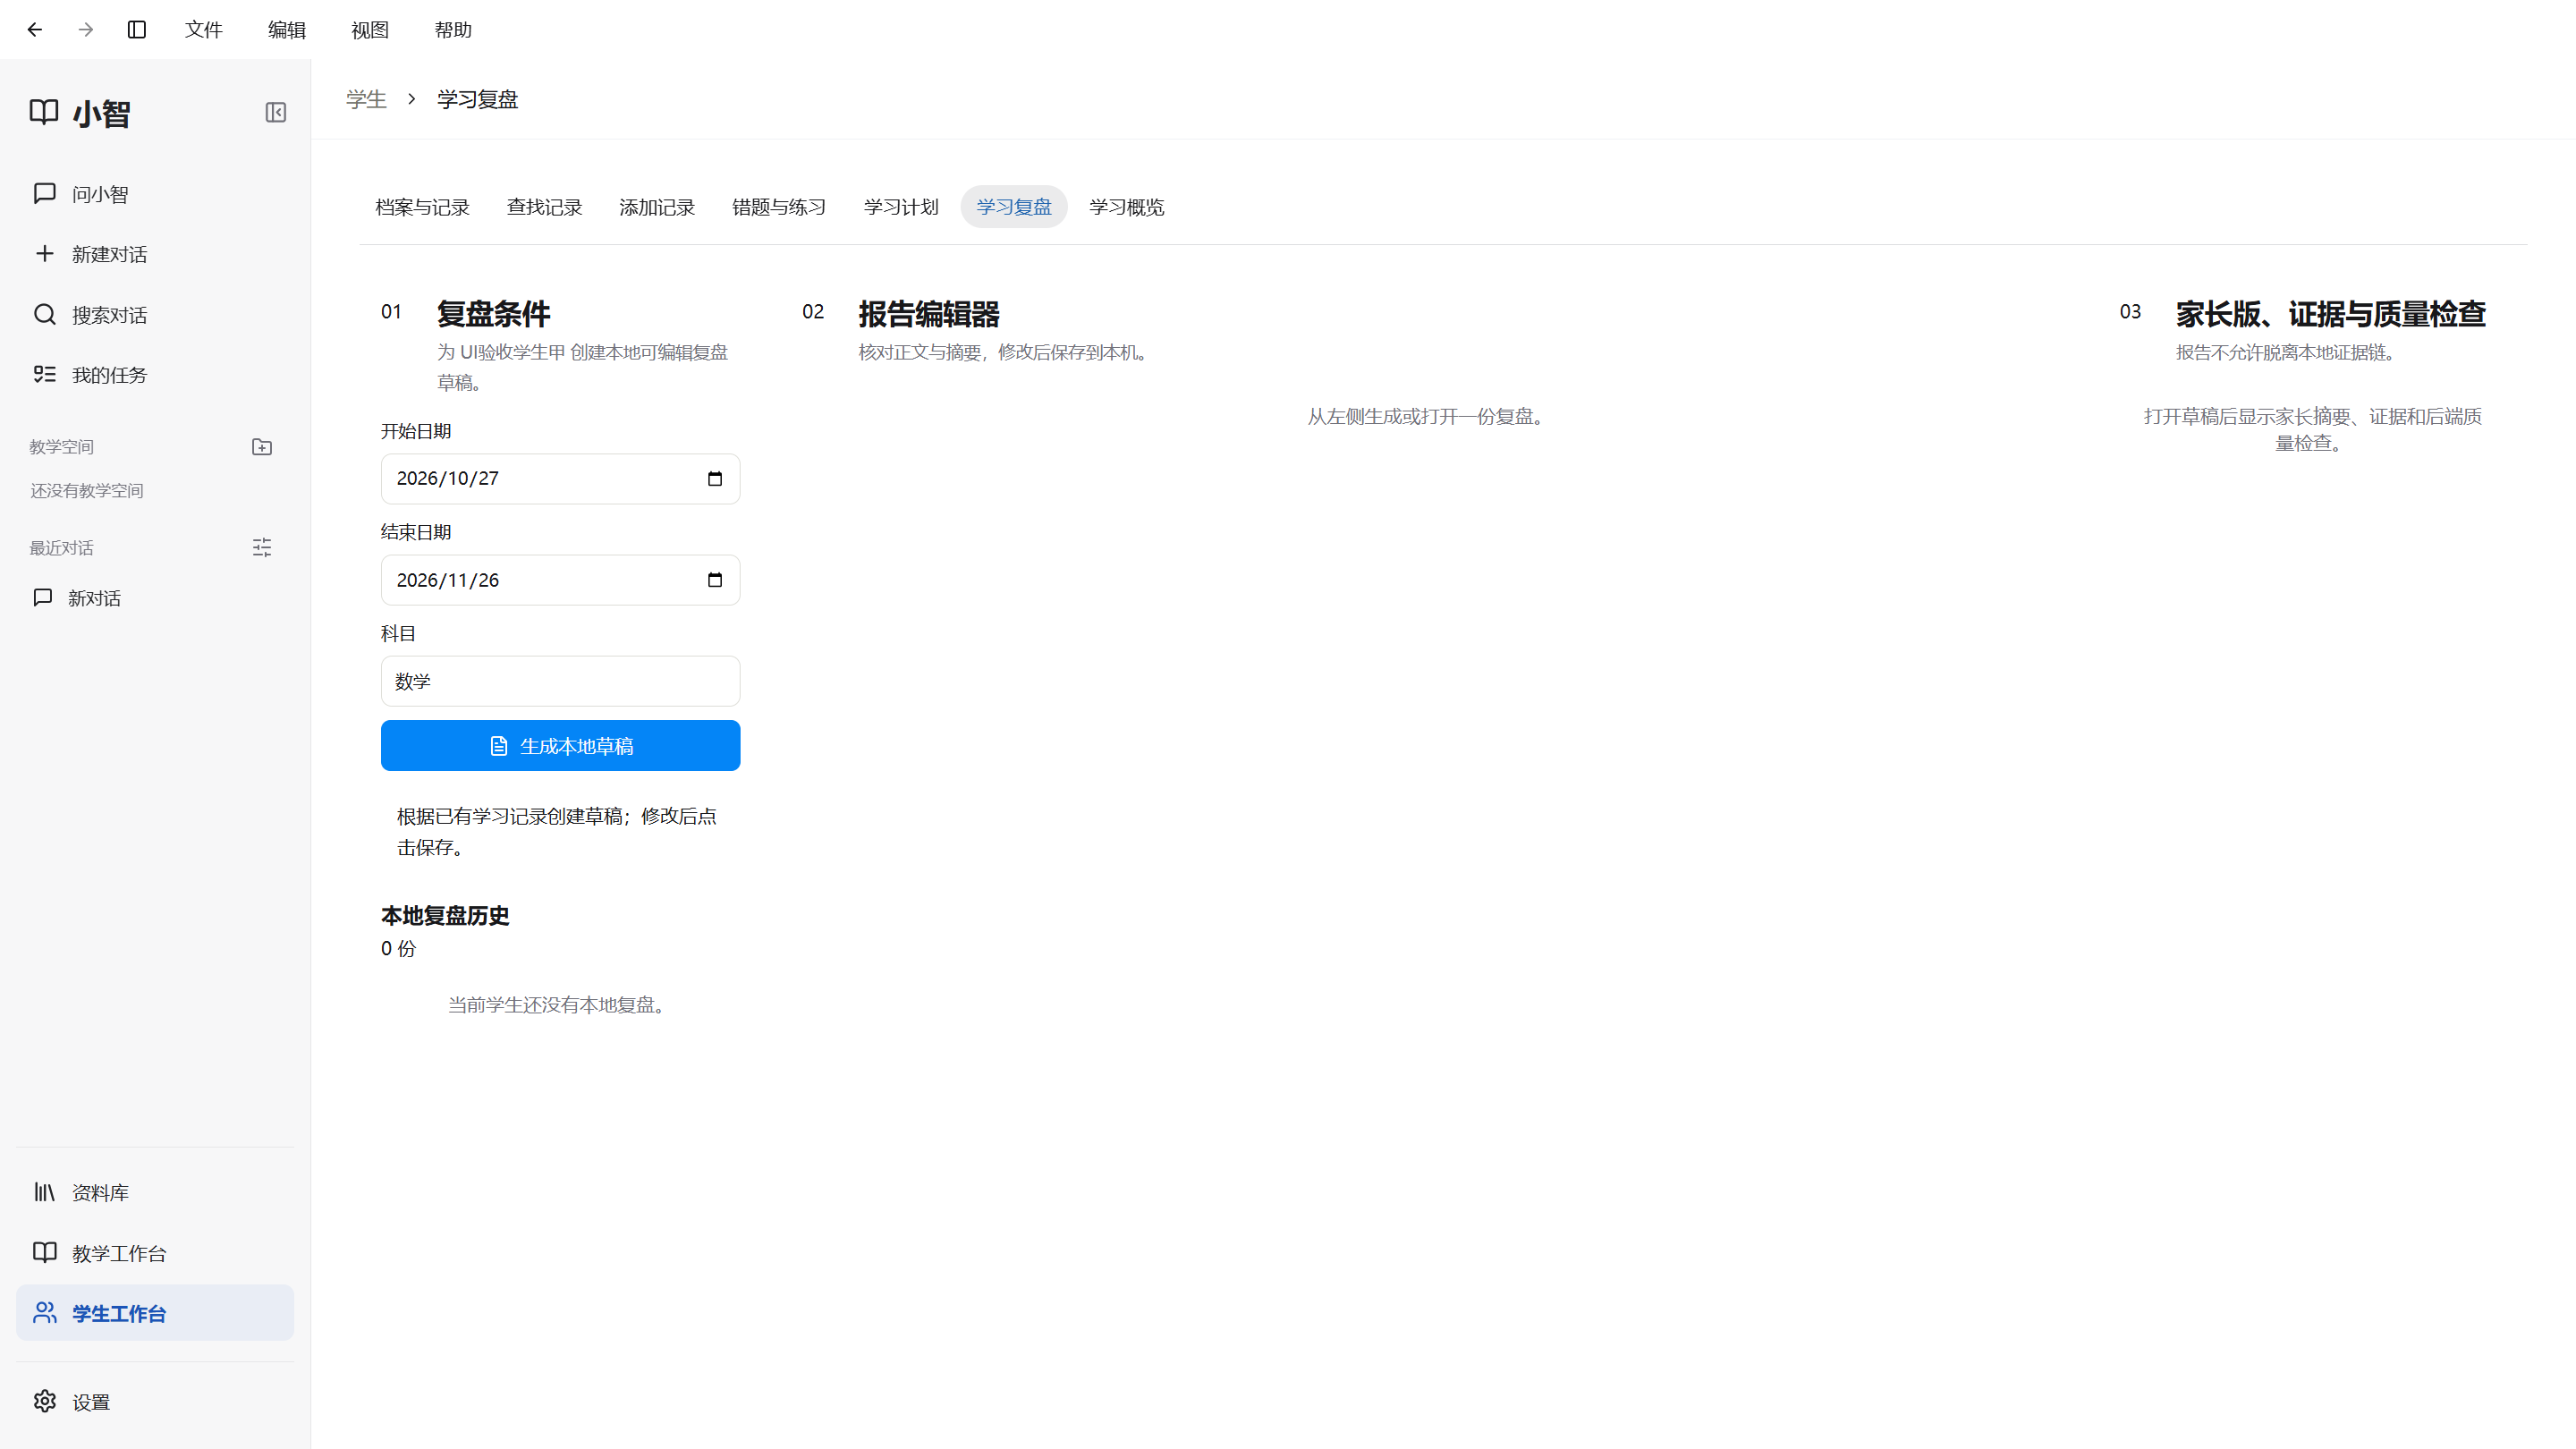 文件 编辑 视图 帮助
小智
问小智
新建对话
搜索对话
我的任务
教学空间
还没有教学空间
最近对话
新对话
资料库
教学工作台
学生工作台
设置
学生 > 学习复盘
档案与记录 查找记录 添加记录 错题与练习 学习计划 学习复盘 学习概览
01 复盘条件
为 UI验收学生甲 创建本地可编辑复盘
草稿。
开始日期
2026/10/27
结束日期
2026/11/26
科目
数学
生成本地草稿
根据已有学习记录创建草稿；修改后点
击保存。
本地复盘历史
0 份
当前学生还没有本地复盘。
02 报告编辑器
核对正文与摘要，修改后保存到本机。
从左侧生成或打开一份复盘。
03 家长版、证据与质量检查
报告不允许脱离本地证据链。
打开草稿后显示家长摘要、证据和后端质
量检查。